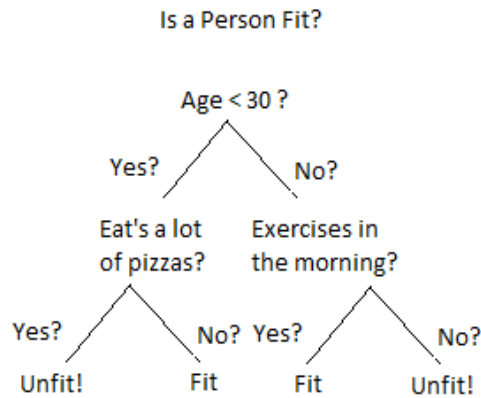 Is a Person Fit?
Age < 30 ?
Yes?
No?
Eat's a lot
of pizzas?
Exercises in
the morning?
Yes?
No?
Yes?
No?
Unfit!
Fit
Fit
Unfit!